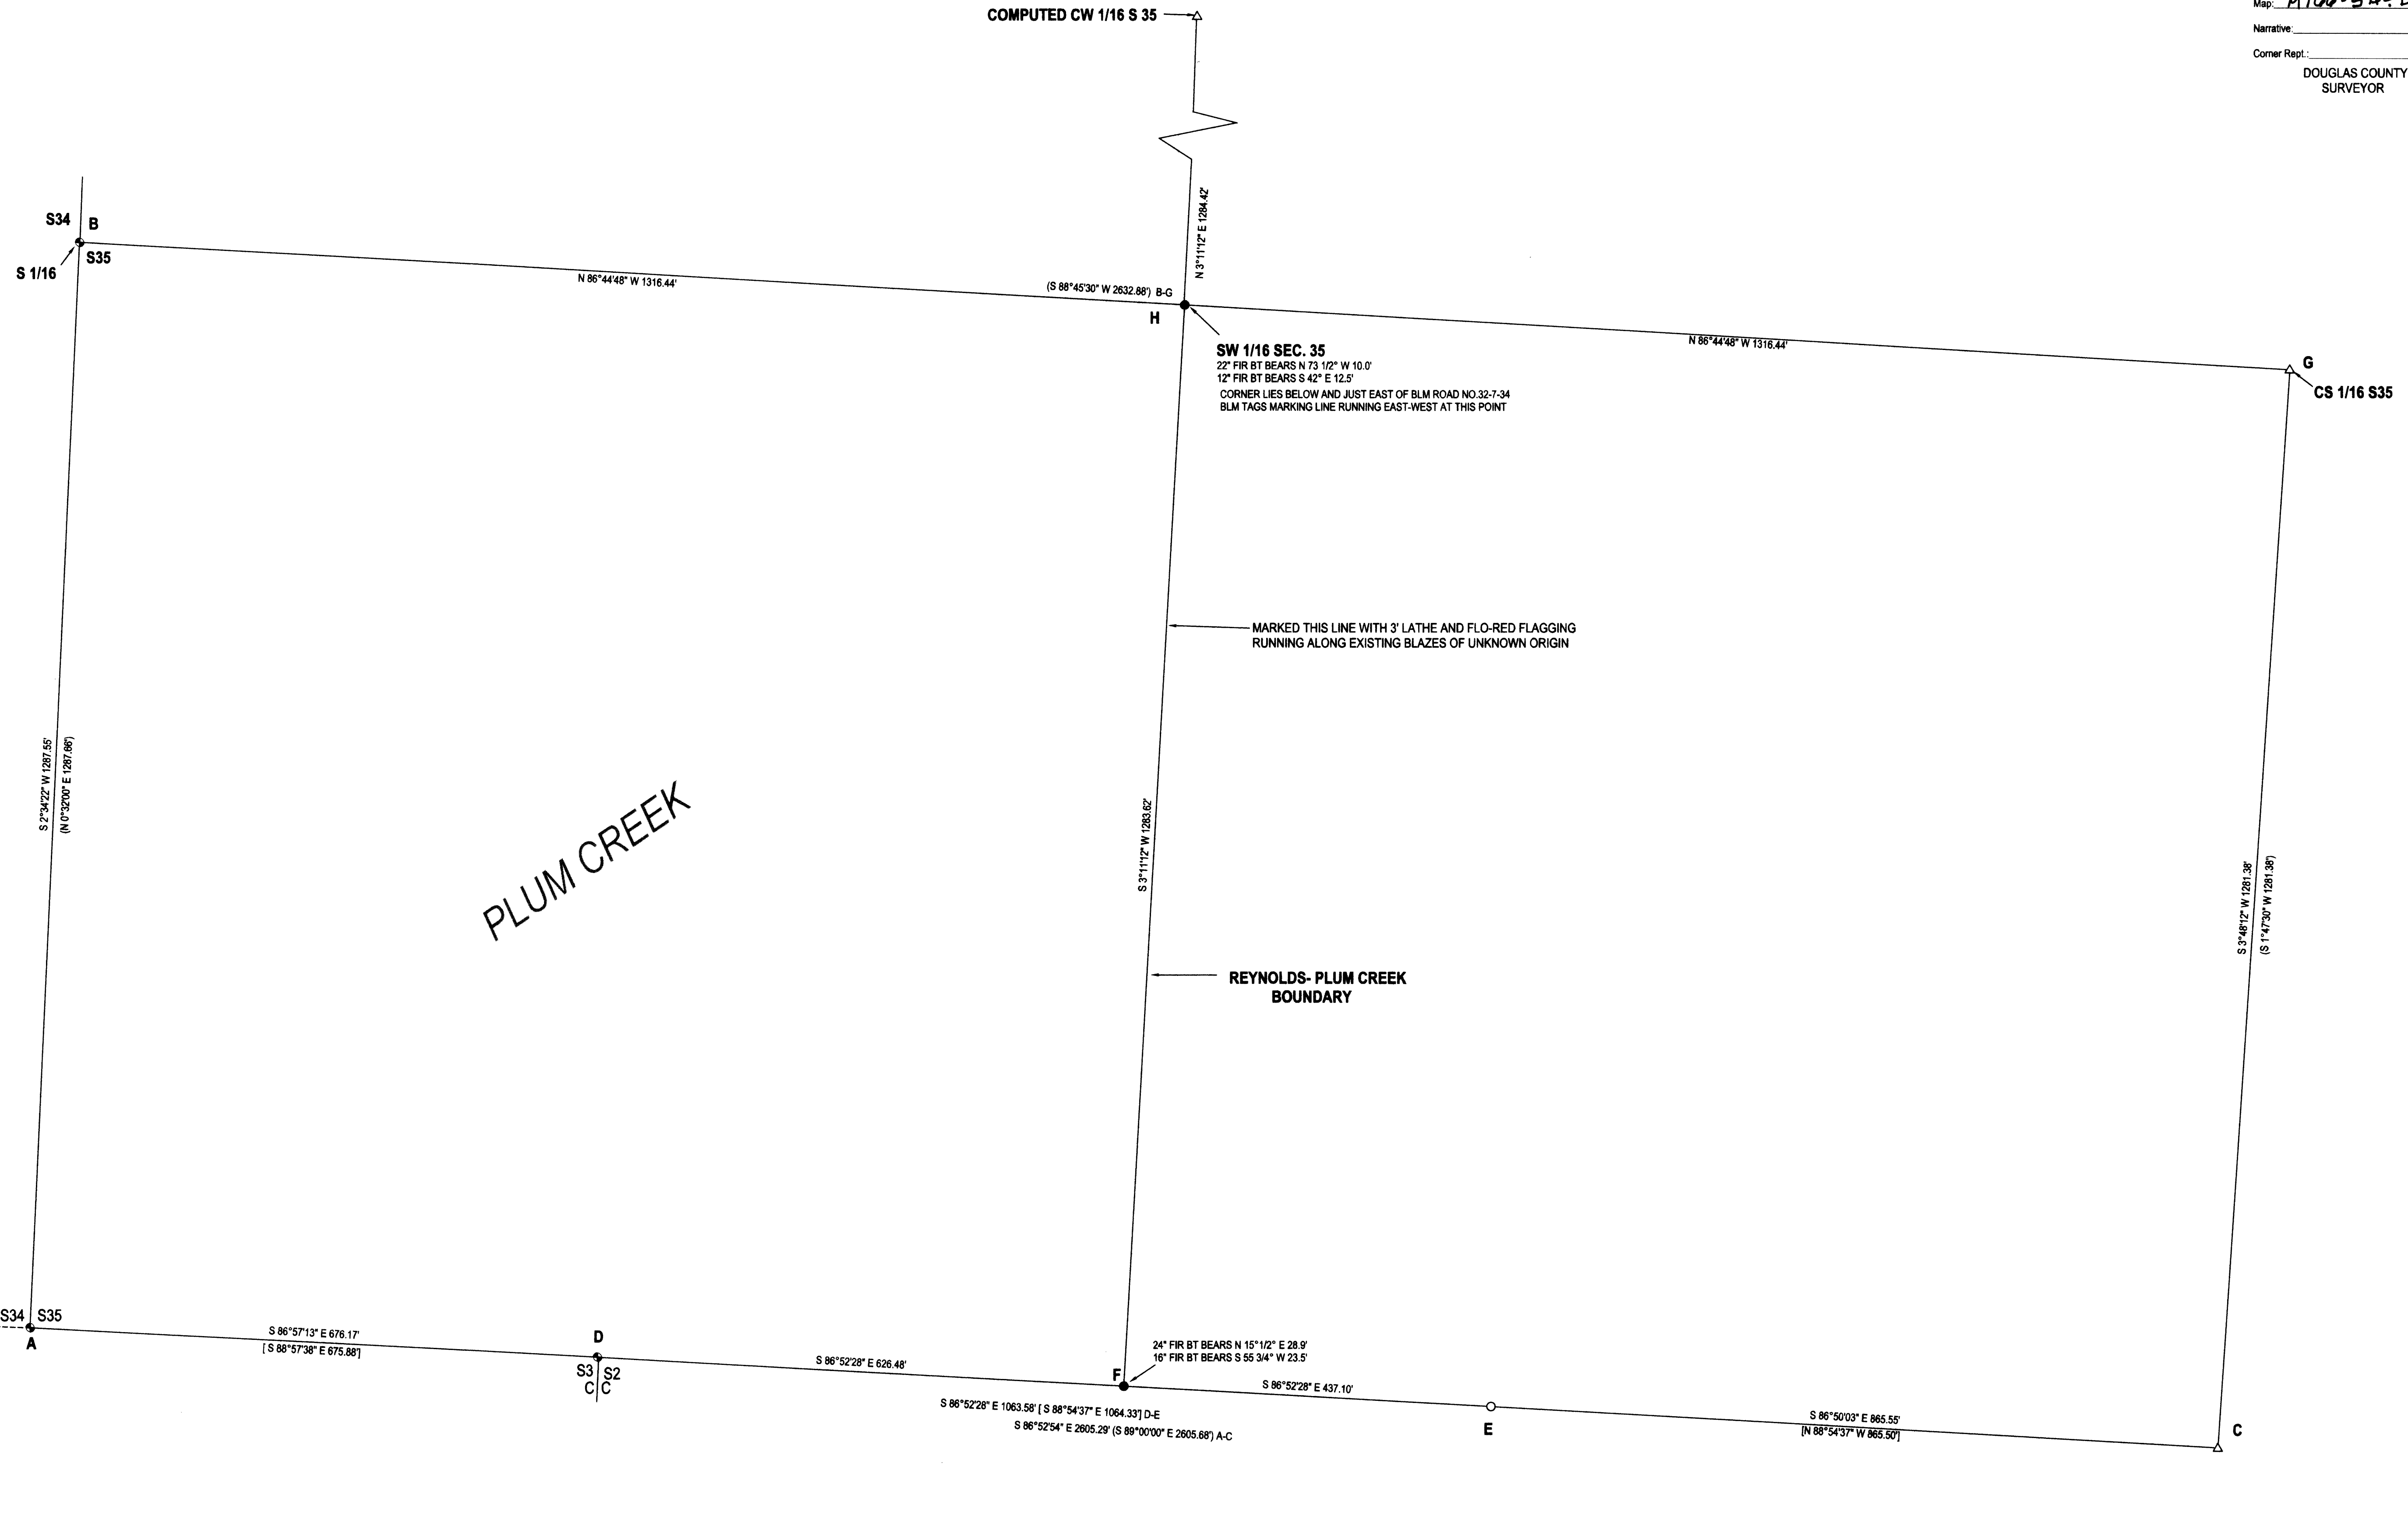 COMPUTED CW 1/16 S 35
Map:
Narrative:
Corner Rept.:
DOUGLAS COUNTY
SURVEYOR
N 3°11'12" E 1284.42'
S34
B
S35
S 1/16
N 86°44'48" W 1316.44'
(S 88°45'30" W 2632.88') B-G
H
N 86°44'48" W 1316.44'
G
CS 1/16 S35
SW 1/16 SEC. 35
22" FIR BT BEARS N 73 1/2° W 10.0'
12" FIR BT BEARS S 42° E 12.5'
CORNER LIES BELOW AND JUST EAST OF BLM ROAD NO.32-7-34
BLM TAGS MARKING LINE RUNNING EAST-WEST AT THIS POINT
MARKED THIS LINE WITH 3' LATHE AND FLO-RED FLAGGING
RUNNING ALONG EXISTING BLAZES OF UNKNOWN ORIGIN
S 2°34'22" W 1287.55'
(N 0°32'00" E 1287.66')
PLUM CREEK
S 3°11'12" W 1283.62'
S 3°48'12" W 1281.38'
(S 1°47'30" W 1281.38')
REYNOLDS- PLUM CREEK
BOUNDARY
S34
S35
A
S 86°57'13" E 676.17'
[ S 88°57'38" E 675.88']
D
S3 S2
C C
S 86°52'28" E 626.48'
24" FIR BT BEARS N 15°1/2° E 28.9'
16" FIR BT BEARS S 55 3/4° W 23.5'
F
S 86°52'28" E 437.10'
S 86°52'28" E 1063.58' [ S 88°54'37" E 1064.33'] D-E
S 86°52'54" E 2605.29' (S 89°00'00" E 2605.68') A-C
E
S 86°50'03" E 865.55'
[N 88°54'37" W 865.50']
C